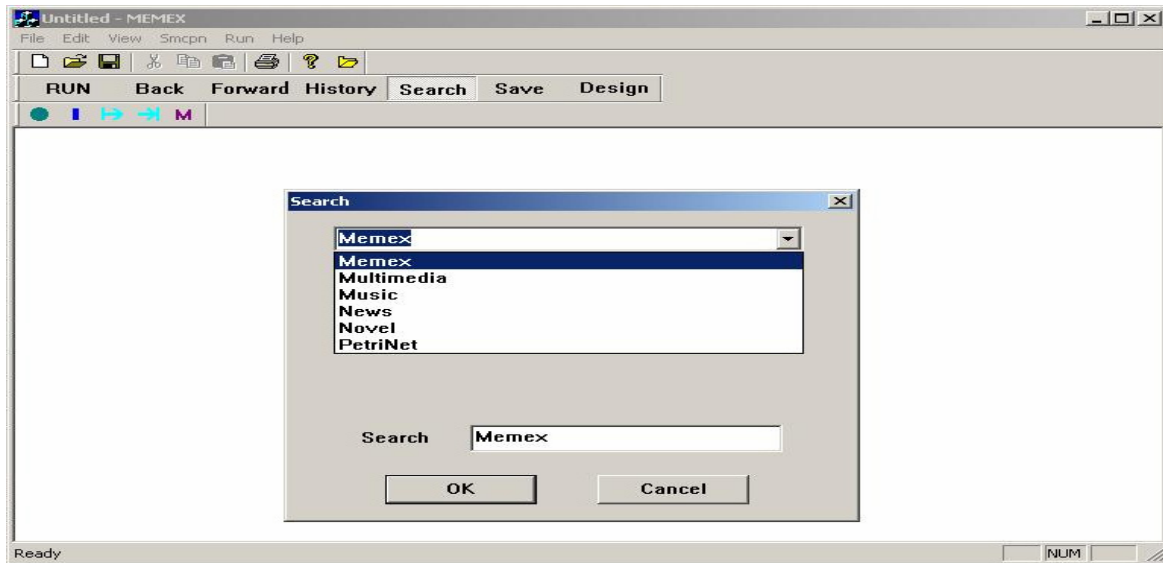 Untitled - MEMEX
File Edit View Smcpn Run Help
RUN Back Forward History Search Save Design
M
Search
Memex
Memex
Multimedia
Music
News
Novel
PetriNet
Search Memex
OK Cancel
Ready NUM